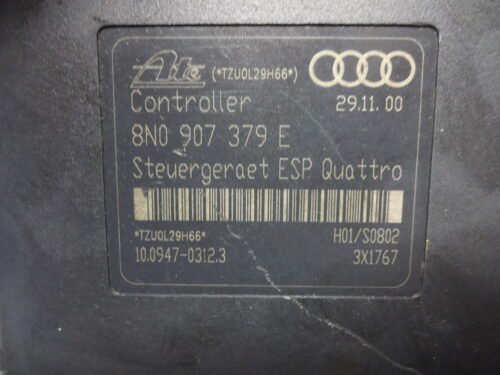 Ate (*TZU0L29H66*)
Controller 29.11.00
8N0 907 379 E
Steuergeraet ESP Quattro
*TZU0L29H66* H01/S0802
10.0947-0312.3 3X1767